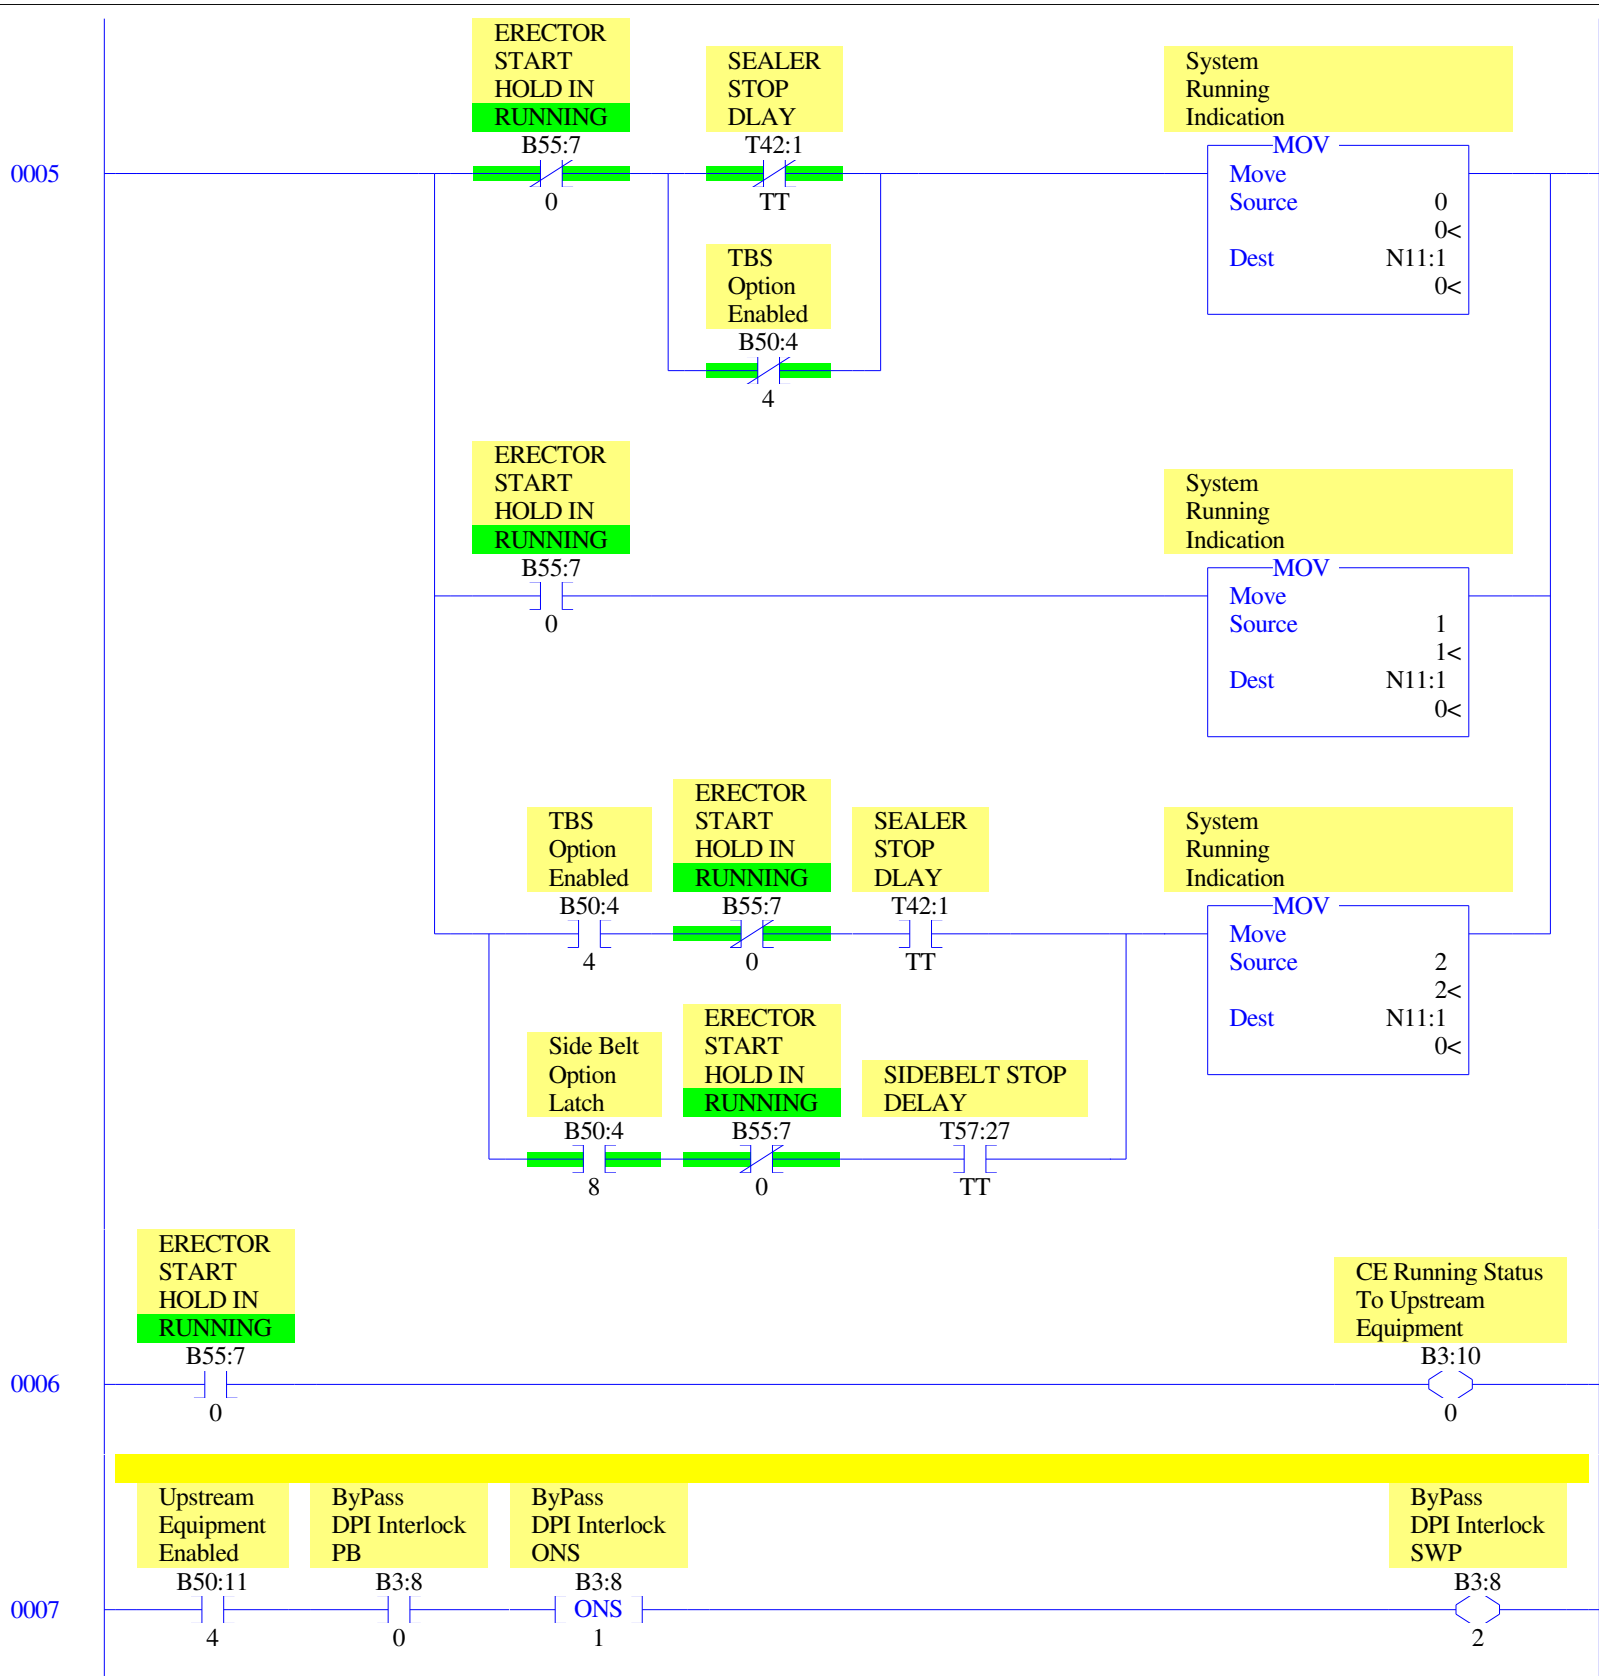 ERECTOR
START
HOLD IN
RUNNING
B55:7
0
SEALER
STOP
DLAY
T42:1
TT
System
Running
Indication
MOV
Move
Source 0
0<
Dest N11:1
0<
0005
TBS
Option
Enabled
B50:4
4
ERECTOR
START
HOLD IN
RUNNING
B55:7
0
System
Running
Indication
MOV
Move
Source 1
1<
Dest N11:1
0<
TBS
Option
Enabled
B50:4
4
ERECTOR
START
HOLD IN
RUNNING
B55:7
0
SEALER
STOP
DLAY
T42:1
TT
System
Running
Indication
MOV
Move
Source 2
2<
Dest N11:1
0<
Side Belt
Option
Latch
B50:4
8
ERECTOR
START
HOLD IN
RUNNING
B55:7
0
SIDEBELT STOP
DELAY
T57:27
TT
ERECTOR
START
HOLD IN
RUNNING
B55:7
0
CE Running Status
To Upstream
Equipment
B3:10
0
0006
Upstream
Equipment
Enabled
B50:11
4
ByPass
DPI Interlock
PB
B3:8
0
ByPass
DPI Interlock
ONS
B3:8
ONS
1
ByPass
DPI Interlock
SWP
B3:8
2
0007